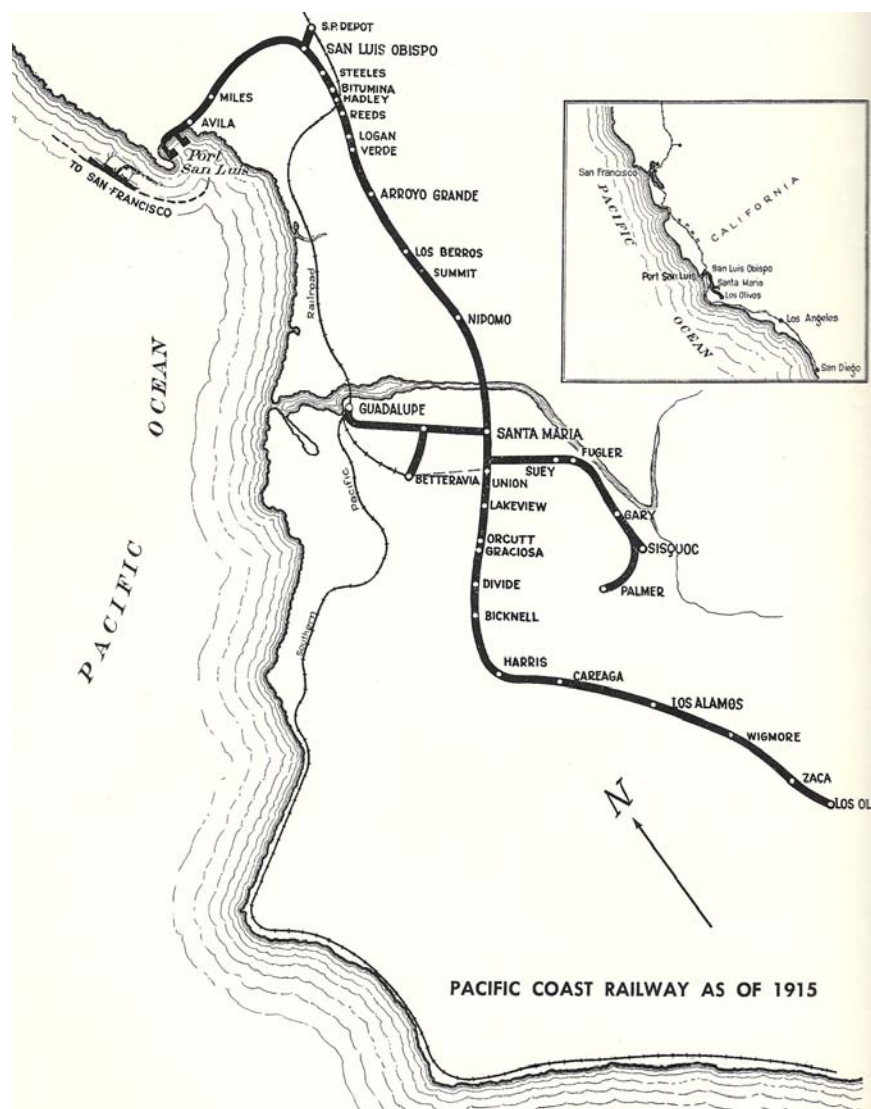 S.P. DEPOT
SAN LUIS OBISPO
STEELES
BITUMINA
HADLEY
REEDS
LOGAN
VERDE
MILES
AVILA
Port
San Luis
TO SAN FRANCISCO
ARROYO GRANDE
LOS BERROS
SUMMIT
NIPOMO
Railroad
GUADALUPE
SANTA MARIA
FUGLER
SUEY
BETTERAVIA
UNION
Pacific
LAKEVIEW
GARY
ORCUTT
GRACIOSA
SISQUOC
DIVIDE
PALMER
BICKNELL
Southern
HARRIS
CAREAGA
LOS ALAMOS
WIGMORE
ZACA
LOS OL
PACIFIC OCEAN
San Francisco
CALIFORNIA
PACIFIC
San Luis Obispo
Port San Luis
Santa Maria
Los Olivos
Los Angeles
OCEAN
San Diego
N
PACIFIC COAST RAILWAY AS OF 1915